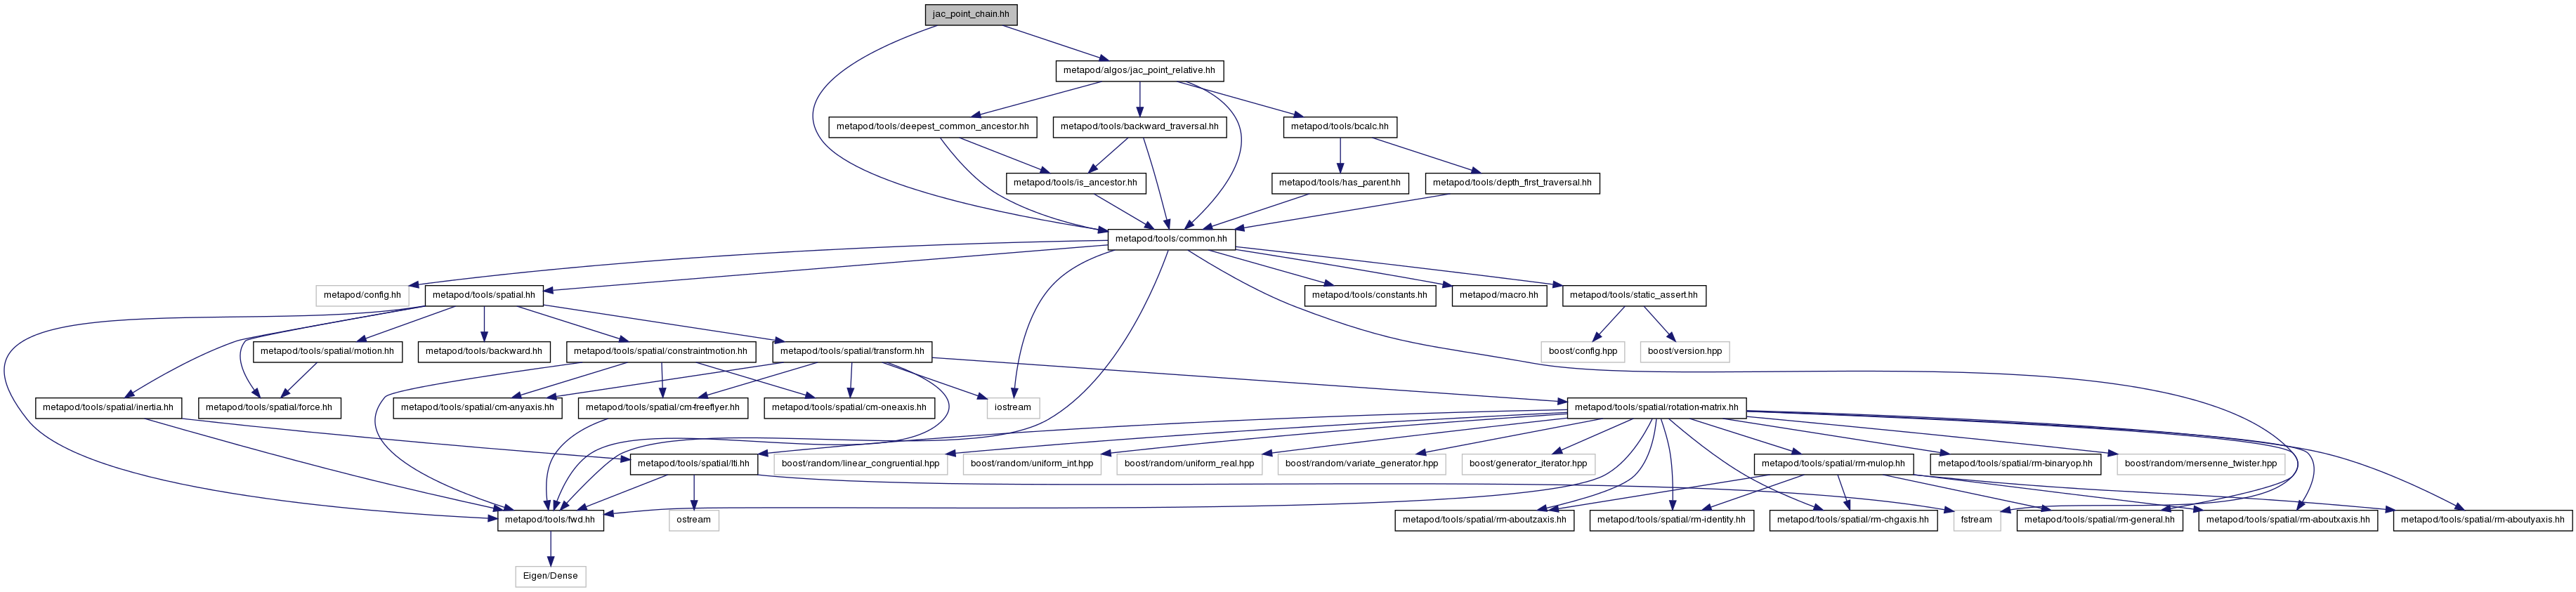 jac_point_chain.hh
metapod/algos/jac_point_relative.hh
metapod/tools/deepest_common_ancestor.hh
metapod/tools/backward_traversal.hh
metapod/tools/bcalc.hh
metapod/tools/is_ancestor.hh
metapod/tools/has_parent.hh
metapod/tools/depth_first_traversal.hh
metapod/tools/common.hh
metapod/config.hh
metapod/tools/spatial.hh
metapod/tools/constants.hh
metapod/macro.hh
metapod/tools/static_assert.hh
metapod/tools/spatial/motion.hh
metapod/tools/backward.hh
metapod/tools/spatial/constraintmotion.hh
metapod/tools/spatial/transform.hh
boost/config.hpp
boost/version.hpp
metapod/tools/spatial/inertia.hh
metapod/tools/spatial/force.hh
metapod/tools/spatial/cm-anyaxis.hh
metapod/tools/spatial/cm-freeflyer.hh
metapod/tools/spatial/cm-oneaxis.hh
iostream
metapod/tools/spatial/rotation-matrix.hh
metapod/tools/spatial/lti.hh
boost/random/linear_congruential.hpp
boost/random/uniform_int.hpp
boost/random/uniform_real.hpp
boost/random/variate_generator.hpp
boost/generator_iterator.hpp
metapod/tools/spatial/rm-mulop.hh
metapod/tools/spatial/rm-binaryop.hh
boost/random/mersenne_twister.hpp
metapod/tools/fwd.hh
ostream
metapod/tools/spatial/rm-aboutzaxis.hh
metapod/tools/spatial/rm-identity.hh
metapod/tools/spatial/rm-chgaxis.hh
fstream
metapod/tools/spatial/rm-general.hh
metapod/tools/spatial/rm-aboutxaxis.hh
metapod/tools/spatial/rm-aboutyaxis.hh
Eigen/Dense